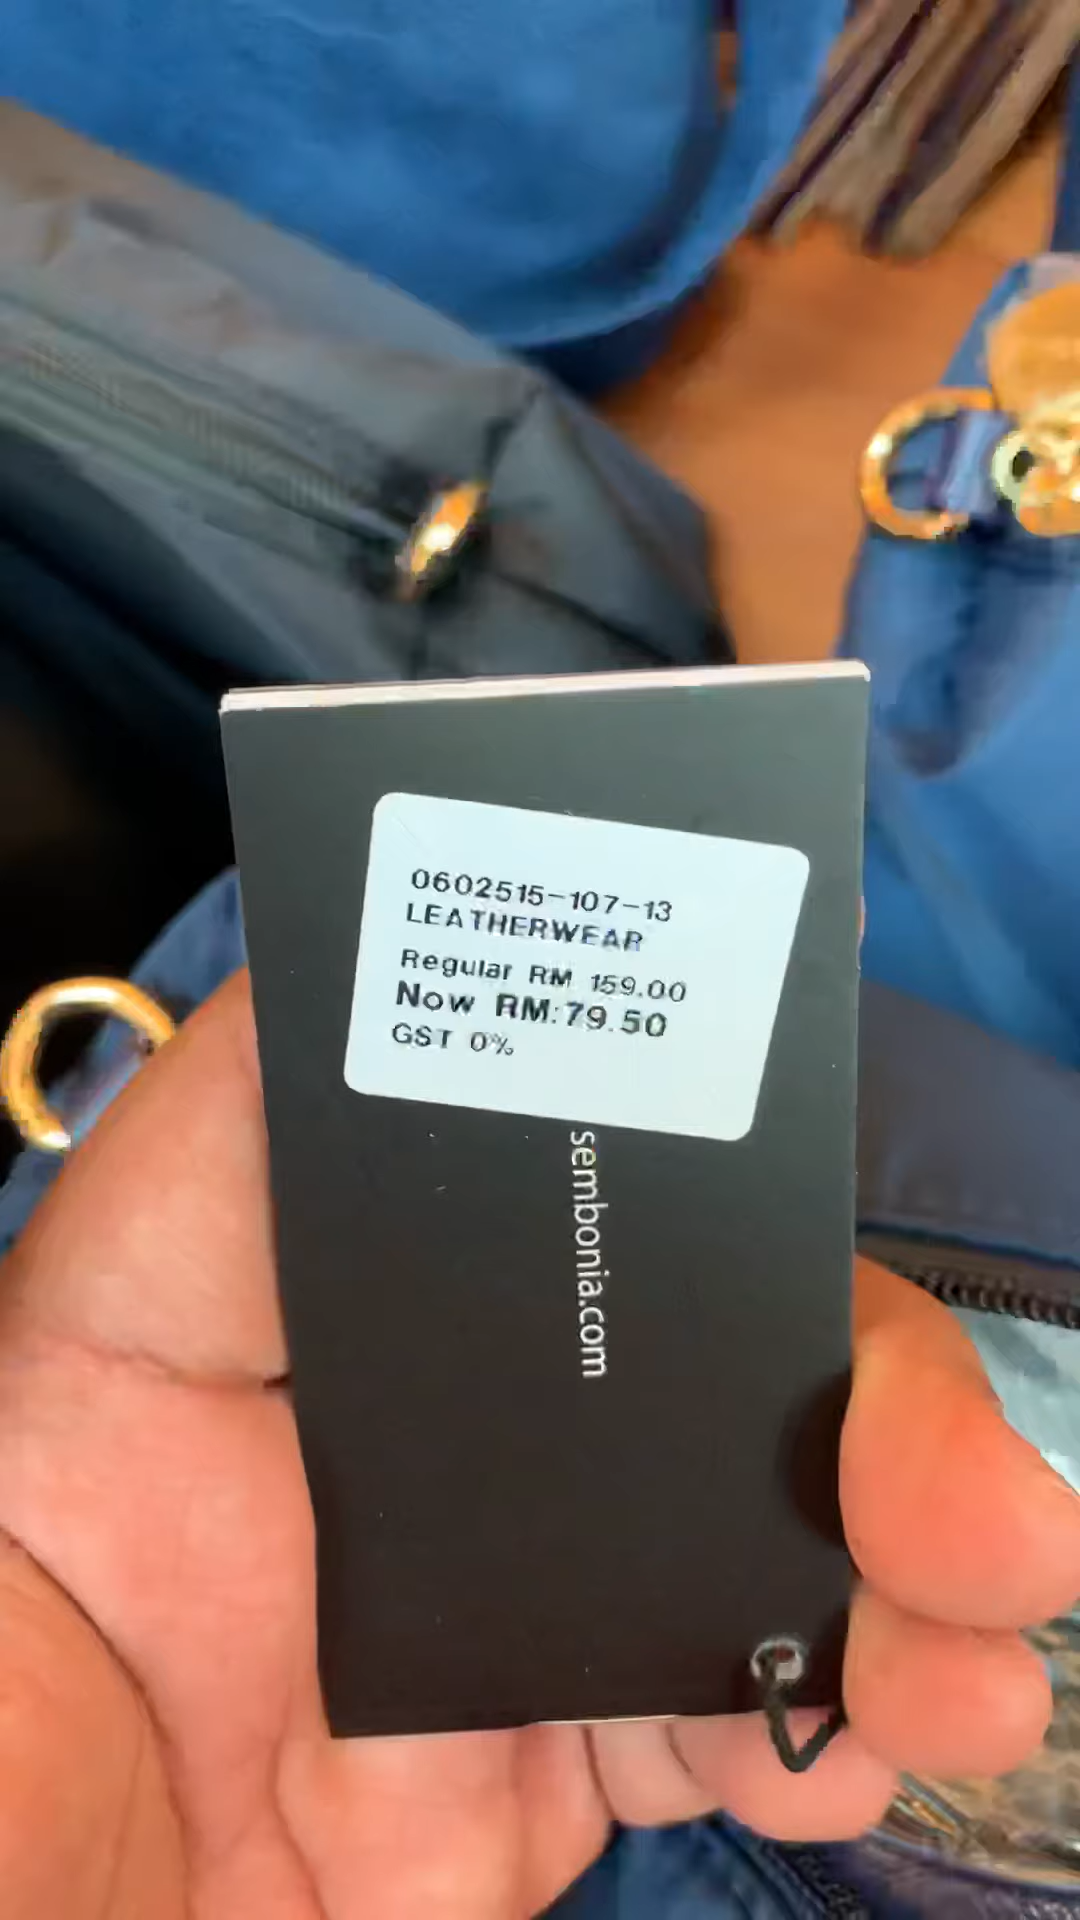 0602515-107-13
LEATHERWEAR
Regular RM 159.00
Now RM:79.50
GST 0%
sembonia.com